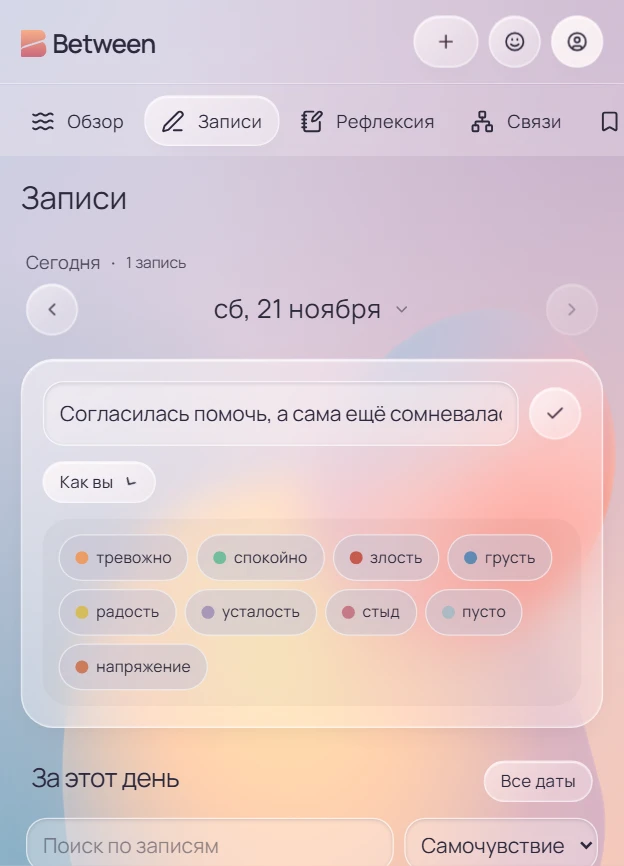 Between
Обзор
Записи
Рефлексия
Связи
Записи
Сегодня · 1 запись
сб, 21 ноября
Согласилась помочь, а сама ещё сомневалас
Как вы
тревожно
спокойно
злость
грусть
радость
усталость
стыд
пусто
напряжение
За этот день
Все даты
Поиск по записям
Самочувствие